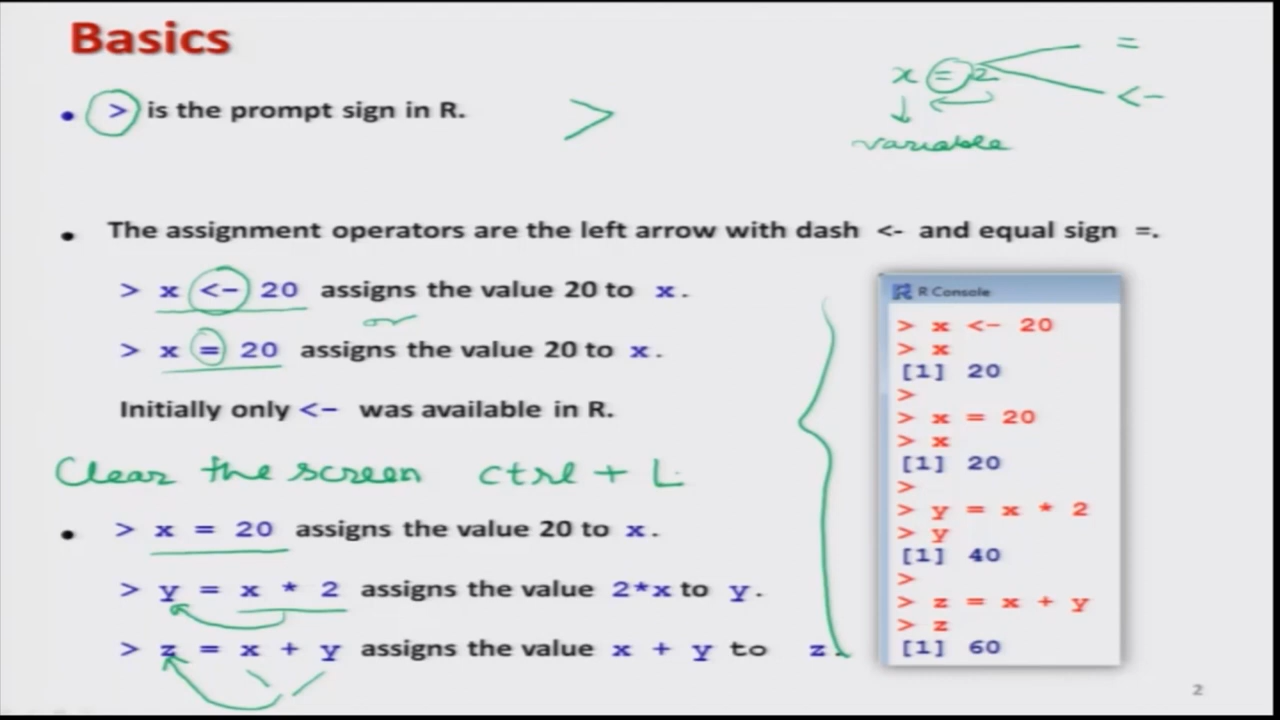 Basics
x = 2 =
<-
variable
• > is the prompt sign in R. >
• The assignment operators are the left arrow with dash <- and equal sign =.
> x <- 20 assigns the value 20 to x.
or
> x = 20 assigns the value 20 to x.
Initially only <- was available in R.
Clear the screen ctrl + L
• > x = 20 assigns the value 20 to x.
> y = x * 2 assigns the value 2*x to y.
> z = x + y assigns the value x + y to z.
R Console
> x <- 20
> x
[1] 20
>
> x = 20
> x
[1] 20
>
> y = x * 2
> y
[1] 40
>
> z = x + y
> z
[1] 60
2